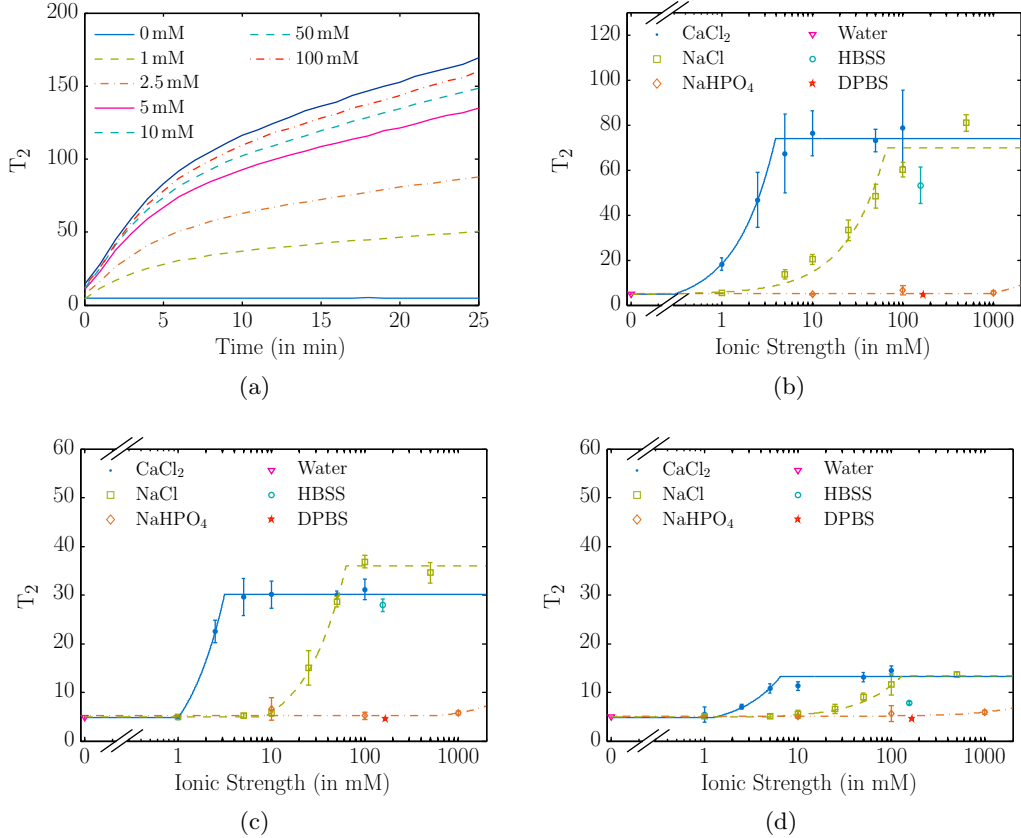 200
150
100
50
0
T₂
0 mM
1 mM
2.5 mM
5 mM
10 mM
50 mM
100 mM
0 5 10 15 20 25
Time (in min)
(a)
120
100
80
60
40
20
0
T₂
CaCl₂
NaCl
NaHPO₄
Water
HBSS
DPBS
0 1 10 100 1000
Ionic Strength (in mM)
(b)
60
50
40
30
20
10
0
T₂
CaCl₂
NaCl
NaHPO₄
Water
HBSS
DPBS
0 1 10 100 1000
Ionic Strength (in mM)
(c)
60
50
40
30
20
10
0
T₂
CaCl₂
NaCl
NaHPO₄
Water
HBSS
DPBS
0 1 10 100 1000
Ionic Strength (in mM)
(d)